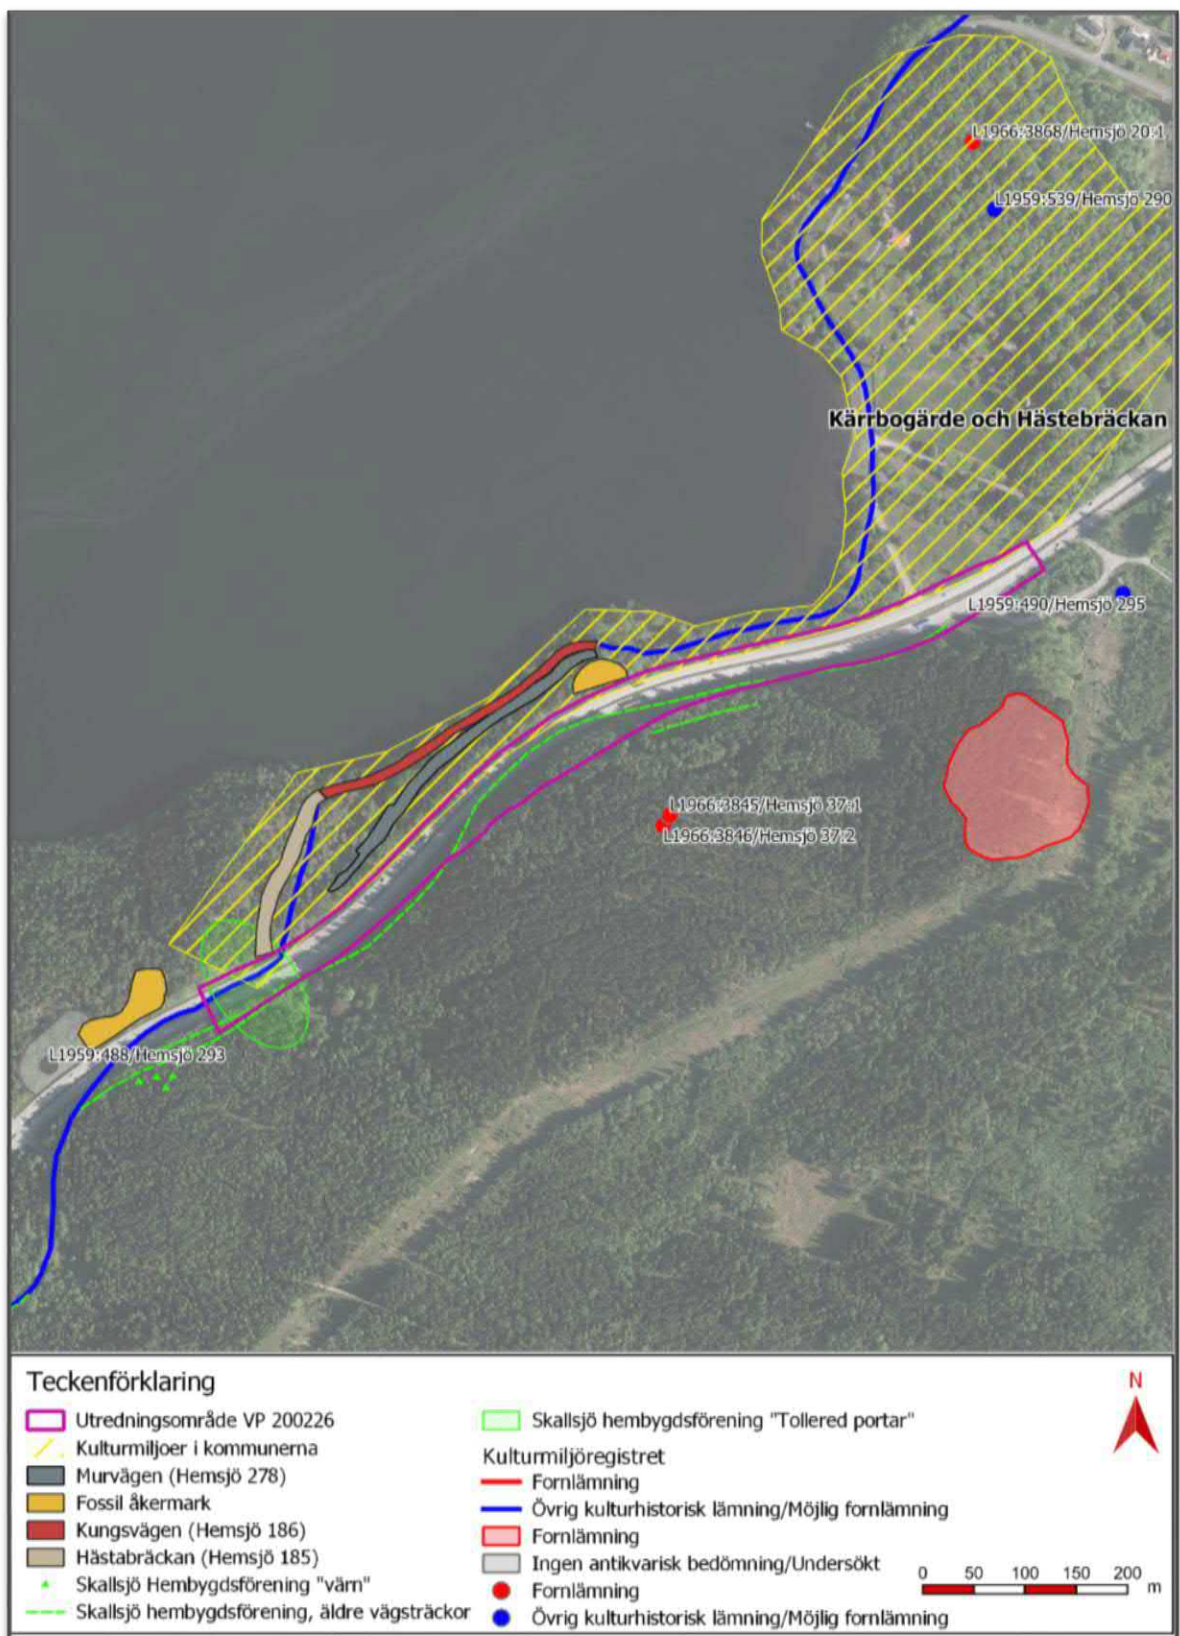 L1966:3868/Hemsjö 20:1
L1959:539/Hemsjö 290
Kärrbogärde och Hästebräckan
L1959:490/Hemsjö 295
L1966:3845/Hemsjö 37:1
L1966:3846/Hemsjö 37:2
L1959:488/Hemsjö 293
Teckenförklaring
Utredningsområde VP 200226
Kulturmiljoer i kommunerna
Murvägen (Hemsjö 278)
Fossil åkermark
Kungsvägen (Hemsjö 186)
Hästabräckan (Hemsjö 185)
Skallsjö Hembygdsförening "värn"
Skallsjö hembygdsförening, äldre vägsträckor
Skallsjö hembygdsförening "Tollered portar"
Kulturmiljöregistret
Fornlämning
Övrig kulturhistorisk lämning/Möjlig fornlämning
Fornlämning
Ingen antikvarisk bedömning/Undersökt
Fornlämning
Övrig kulturhistorisk lämning/Möjlig fornlämning
N
0 50 100 150 200
m